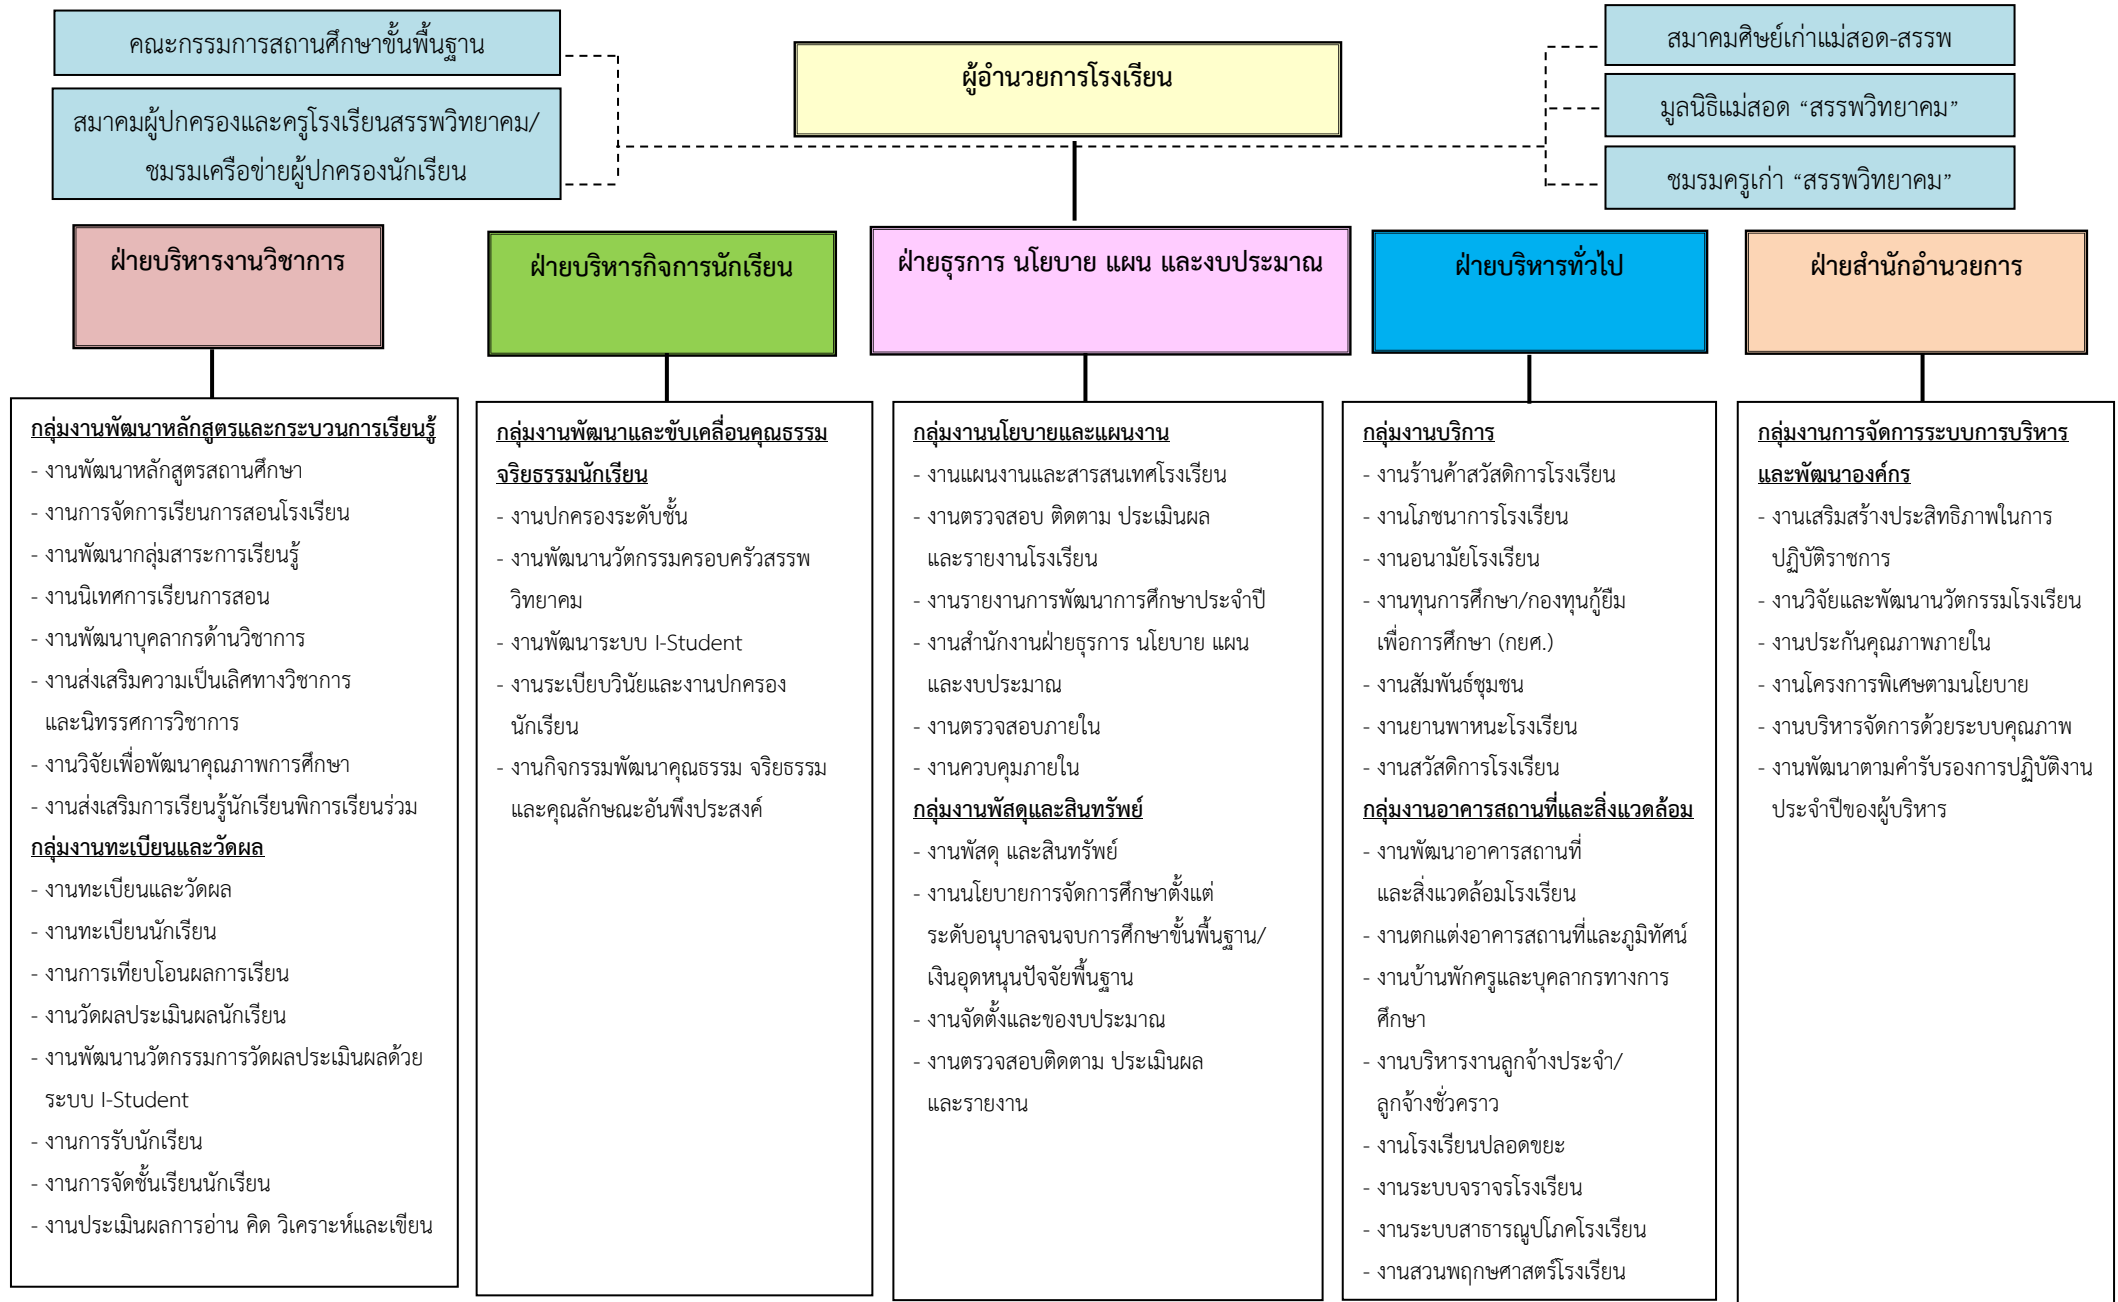 คณะกรรมการสถานศึกษาขั้นพื้นฐาน
สมาคมผู้ปกครองและครูโรงเรียนสรรพวิทยาคม/
ชมรมเครือข่ายผู้ปกครองนักเรียน
ผู้อำนวยการโรงเรียน
สมาคมศิษย์เก่าแม่สอด-สรรพ
มูลนิธิแม่สอด “สรรพวิทยาคม”
ชมรมครูเก่า “สรรพวิทยาคม”
ฝ่ายบริหารงานวิชาการ
ฝ่ายบริหารกิจการนักเรียน
ฝ่ายธุรการ นโยบาย แผน และงบประมาณ
ฝ่ายบริหารทั่วไป
ฝ่ายสำนักอำนวยการ
กลุ่มงานพัฒนาหลักสูตรและกระบวนการเรียนรู้
- งานพัฒนาหลักสูตรสถานศึกษา
- งานการจัดการเรียนการสอนโรงเรียน
- งานพัฒนากลุ่มสาระการเรียนรู้
- งานนิเทศการเรียนการสอน
- งานพัฒนาบุคลากรด้านวิชาการ
- งานส่งเสริมความเป็นเลิศทางวิชาการ
และนิทรรศการวิชาการ
- งานวิจัยเพื่อพัฒนาคุณภาพการศึกษา
- งานส่งเสริมการเรียนรู้นักเรียนพิการเรียนร่วม
กลุ่มงานทะเบียนและวัดผล
- งานทะเบียนและวัดผล
- งานทะเบียนนักเรียน
- งานการเทียบโอนผลการเรียน
- งานวัดผลประเมินผลนักเรียน
- งานพัฒนานวัตกรรมการวัดผลประเมินผลด้วย
ระบบ I-Student
- งานการรับนักเรียน
- งานการจัดชั้นเรียนนักเรียน
- งานประเมินผลการอ่าน คิด วิเคราะห์และเขียน
กลุ่มงานพัฒนาและขับเคลื่อนคุณธรรม
จริยธรรมนักเรียน
- งานปกครองระดับชั้น
- งานพัฒนานวัตกรรมครอบครัวสรรพ
วิทยาคม
- งานพัฒนาระบบ I-Student
- งานระเบียบวินัยและงานปกครอง
นักเรียน
- งานกิจกรรมพัฒนาคุณธรรม จริยธรรม
และคุณลักษณะอันพึงประสงค์
กลุ่มงานนโยบายและแผนงาน
- งานแผนงานและสารสนเทศโรงเรียน
- งานตรวจสอบ ติดตาม ประเมินผล
และรายงานโรงเรียน
- งานรายงานการพัฒนาการศึกษาประจำปี
- งานสำนักงานฝ่ายธุรการ นโยบาย แผน
และงบประมาณ
- งานตรวจสอบภายใน
- งานควบคุมภายใน
กลุ่มงานพัสดุและสินทรัพย์
- งานพัสดุ และสินทรัพย์
- งานนโยบายการจัดการศึกษาตั้งแต่
ระดับอนุบาลจนจบการศึกษาขั้นพื้นฐาน/
เงินอุดหนุนปัจจัยพื้นฐาน
- งานจัดตั้งและของบประมาณ
- งานตรวจสอบติดตาม ประเมินผล
และรายงาน
กลุ่มงานบริการ
- งานร้านค้าสวัสดิการโรงเรียน
- งานโภชนาการโรงเรียน
- งานอนามัยโรงเรียน
- งานทุนการศึกษา/กองทุนกู้ยืม
เพื่อการศึกษา (กยศ.)
- งานสัมพันธ์ชุมชน
- งานยานพาหนะโรงเรียน
- งานสวัสดิการโรงเรียน
กลุ่มงานอาคารสถานที่และสิ่งแวดล้อม
- งานพัฒนาอาคารสถานที่
และสิ่งแวดล้อมโรงเรียน
- งานตกแต่งอาคารสถานที่และภูมิทัศน์
- งานบ้านพักครูและบุคลากรทางการ
ศึกษา
- งานบริหารงานลูกจ้างประจำ/
ลูกจ้างชั่วคราว
- งานโรงเรียนปลอดขยะ
- งานระบบจราจรโรงเรียน
- งานระบบสาธารณูปโภคโรงเรียน
- งานสวนพฤกษศาสตร์โรงเรียน
กลุ่มงานการจัดการระบบการบริหาร
และพัฒนาองค์กร
- งานเสริมสร้างประสิทธิภาพในการ
ปฏิบัติราชการ
- งานวิจัยและพัฒนานวัตกรรมโรงเรียน
- งานประกันคุณภาพภายใน
- งานโครงการพิเศษตามนโยบาย
- งานบริหารจัดการด้วยระบบคุณภาพ
- งานพัฒนาตามคำรับรองการปฏิบัติงาน
ประจำปีของผู้บริหาร